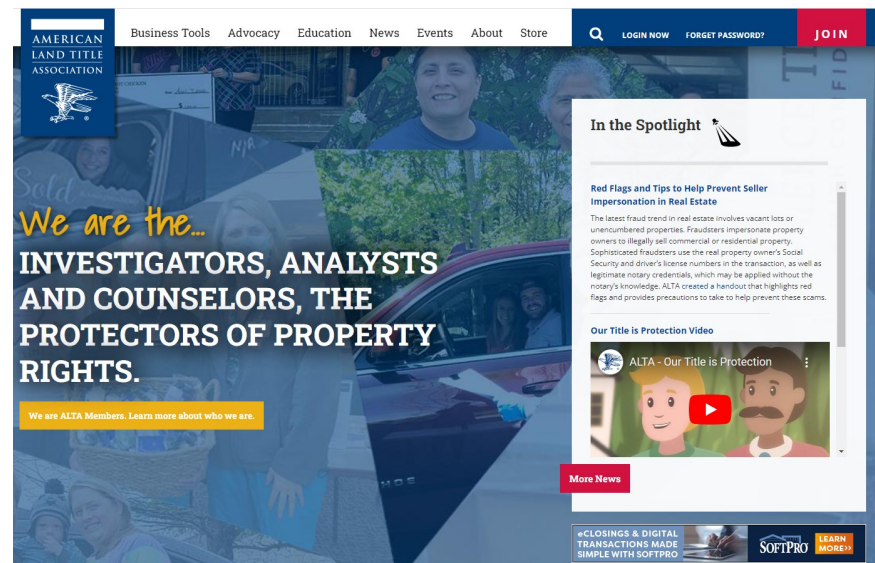 AMERICAN
LAND TITLE
ASSOCIATION
®
Business Tools Advocacy Education News Events About Store
LOGIN NOW FORGET PASSWORD? JOIN
Sold
N/A
We are the...
INVESTIGATORS, ANALYSTS
AND COUNSELORS, THE
PROTECTORS OF PROPERTY
RIGHTS.
We are ALTA Members. Learn more about who we are.
HOE
In the Spotlight
Red Flags and Tips to Help Prevent Seller
Impersonation in Real Estate
The latest fraud trend in real estate involves vacant lots or
unencumbered properties. Fraudsters impersonate property
owners to illegally sell commercial or residential property.
Sophisticated fraudsters use the real property owner's Social
Security and driver's license numbers in the transaction, as well as
legitimate notary credentials, which may be applied without the
notary's knowledge. ALTA created a handout that highlights red
flags and provides precautions to take to help prevent these scams.
Our Title is Protection Video
ALTA - Our Title is Protection
More News
eCLOSINGS & DIGITAL
TRANSACTIONS MADE
SIMPLE WITH SOFTPRO
SOFTPRO
LEARN
MORE>>